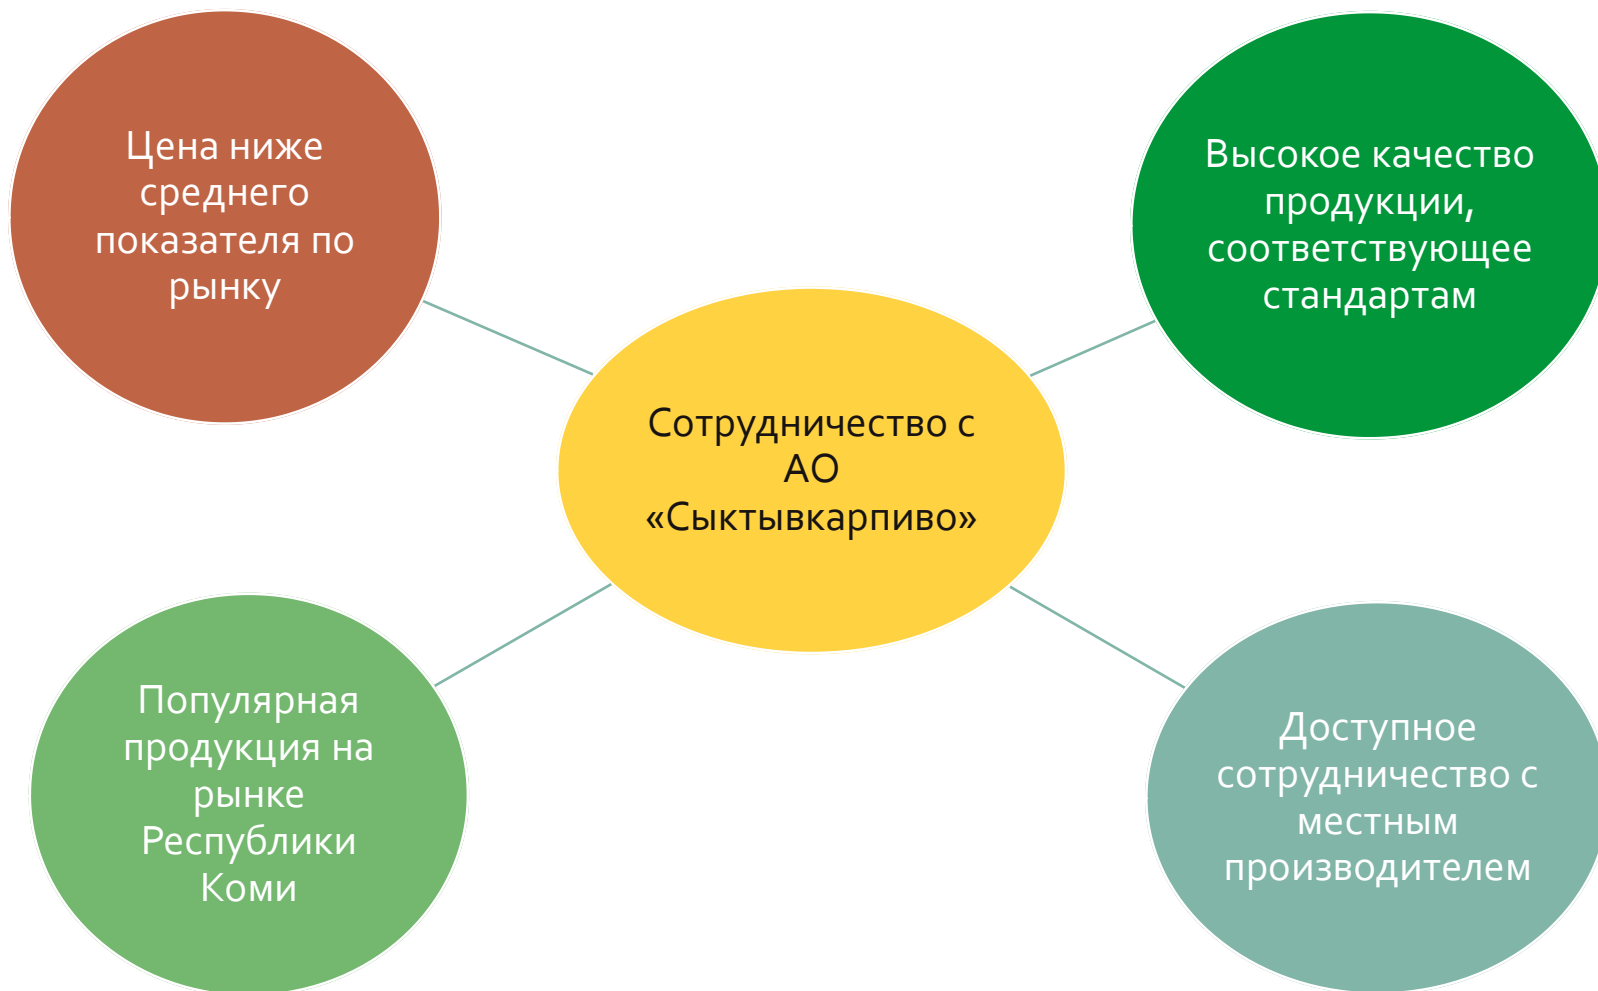 Цена ниже
среднего
показателя по
рынку
Высокое качество
продукции,
соответствующее
стандартам
Сотрудничество с
АО
«Сыктывкарпиво»
Популярная
продукция на
рынке
Республики
Коми
Доступное
сотрудничество с
местным
производителем